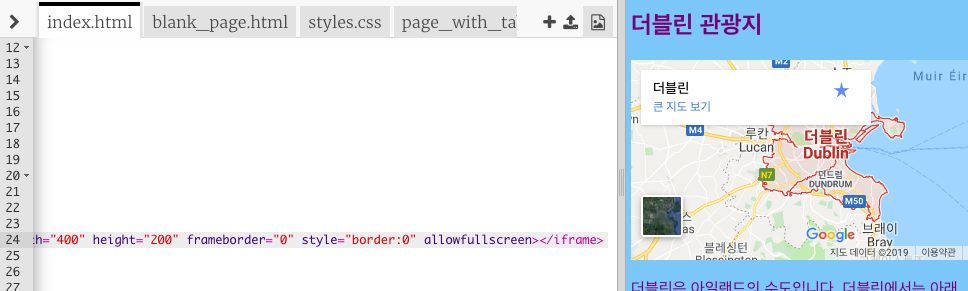 index.html blank_page.html styles.css page_with_ta
12
13
14
15
16
17
18
19
20
21
22
23
24 ="400" height="200" frameborder="0" style="border:0" allowfullscreen></iframe>
25
26
27
더블린 관광지
M2
Muir Éir
더블린
큰 지도 보기
M4
루칸
Lucan
더블린
Dublin
N7
던드럼
DUNDRUM
M50
스
as
블레싱턴
브레이
Bray
Google
지도 데이터 ©2019 이용약관
더블린은 아일랜드의 수도입니다. 더블린에서는 아래